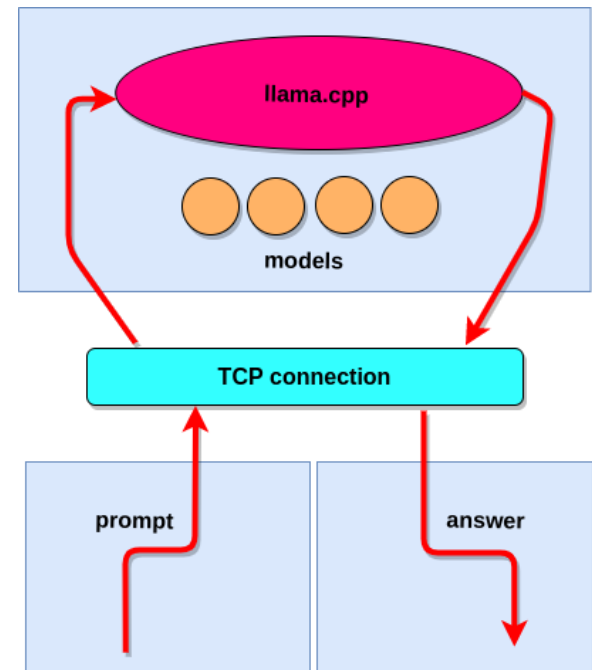 llama.cpp
models
TCP connection
prompt
answer